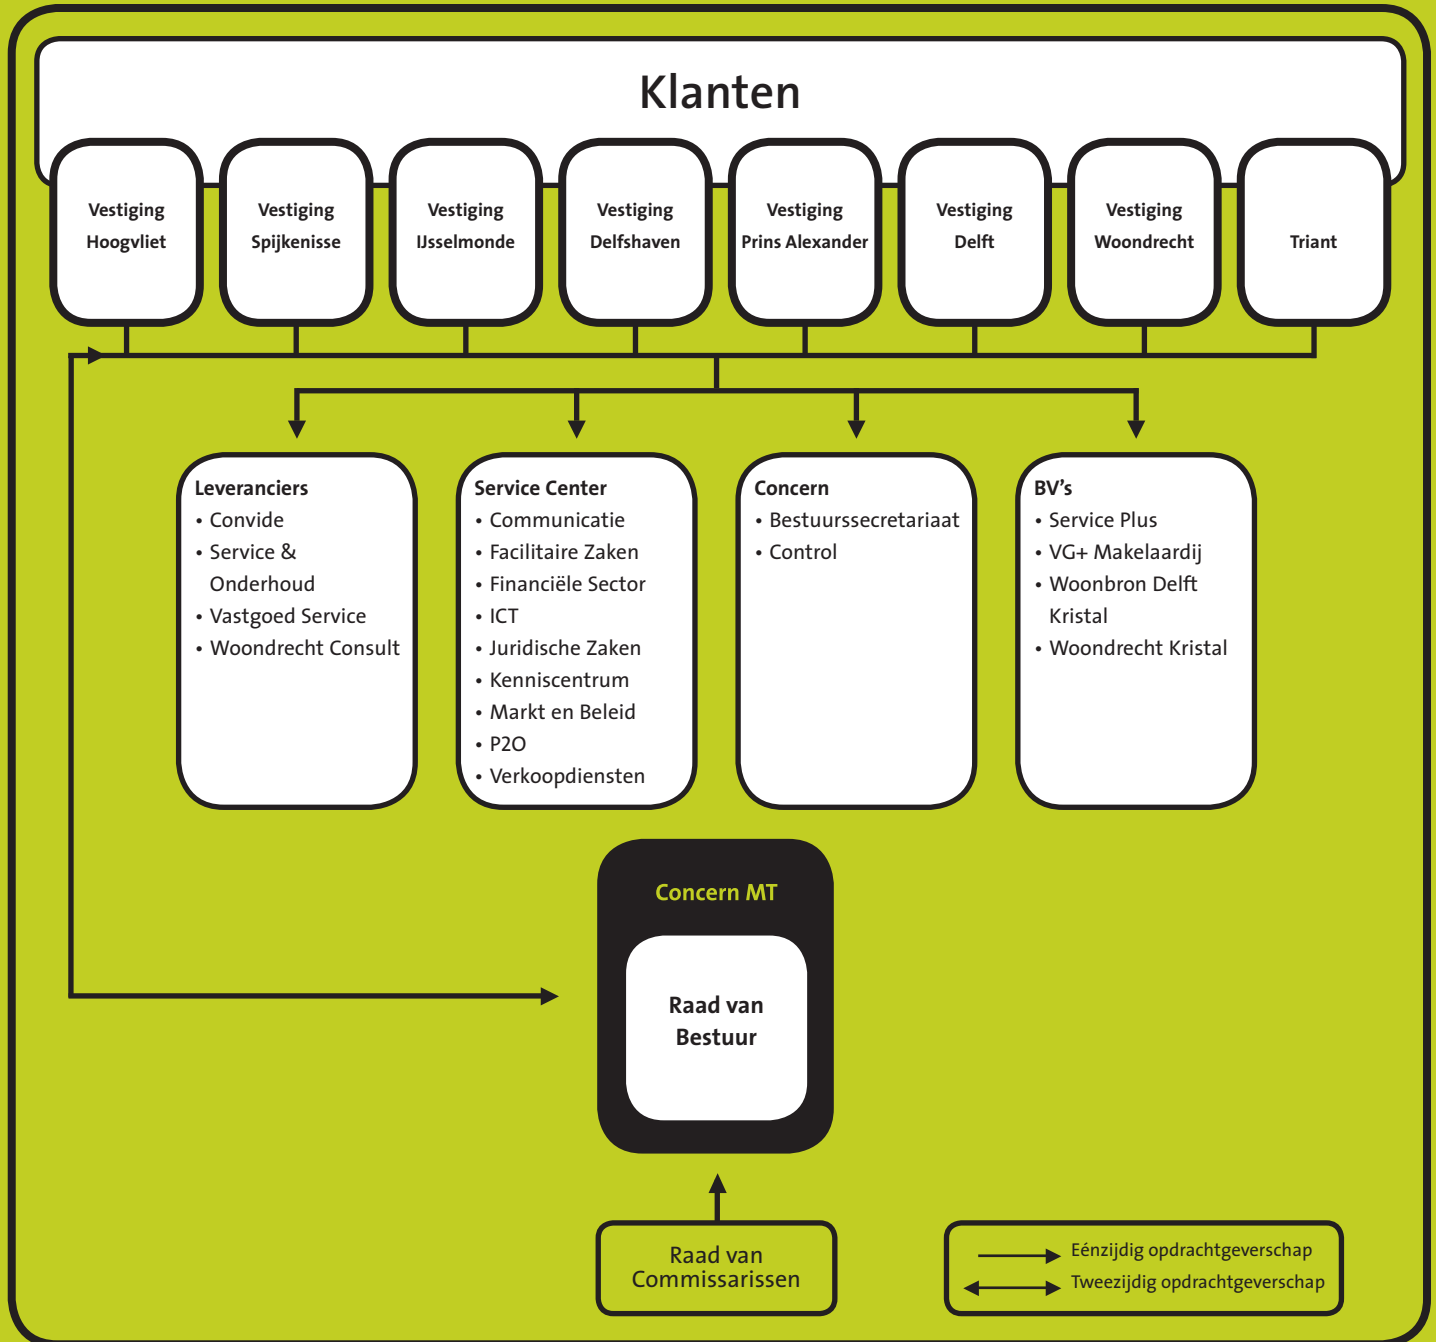 Klanten
Vestiging
Hoogvliet
Vestiging
Spijkenisse
Vestiging
IJsselmonde
Vestiging
Delfshaven
Vestiging
Prins Alexander
Vestiging
Delft
Vestiging
Woondrecht
Triant
Leveranciers
• Convide
• Service &
Onderhoud
• Vastgoed Service
• Woondrecht Consult
Service Center
• Communicatie
• Facilitaire Zaken
• Financiële Sector
• ICT
• Juridische Zaken
• Kenniscentrum
• Markt en Beleid
• P2O
• Verkoopdiensten
Concern
• Bestuurssecretariaat
• Control
BV's
• Service Plus
• VG+ Makelaardij
• Woonbron Delft
Kristal
• Woondrecht Kristal
Concern MT
Raad van
Bestuur
Raad van
Commissarissen
Eénzijdig opdrachtgeverschap
Tweezijdig opdrachtgeverschap